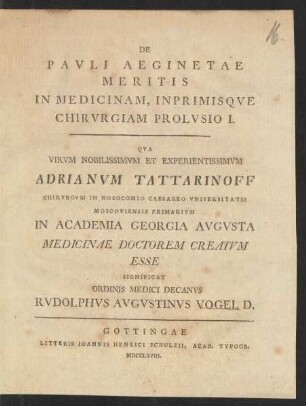 16.
DE
PAVLI AEGINETAE
MERITIS
IN MEDICINAM, INPRIMISQVE
CHIRVRGIAM PROLVSIO I.
QVA
VIRVM NOBILISSIMVM ET EXPERIENTISSIMVM
ADRIANVM TATTARINOFF
CHIRVRGVM IN NOSOCOMIO CAESAREO VNIVERSITATIS
MOSCOVIENSIS PRIMARIVM
IN ACADEMIA GEORGIA AVGVSTA
MEDICINAE DOCTOREM CREATVM
ESSE
SIGNIFICAT
ORDINIS MEDICI DECANVS
RVDOLPHVS AVGVSTINVS VOGEL D.
GOTTINGAE
LITTERIS IOANNIS HENRICI SCHVLZII, ACAD. TYPOGR.
MDCCLXVIII.